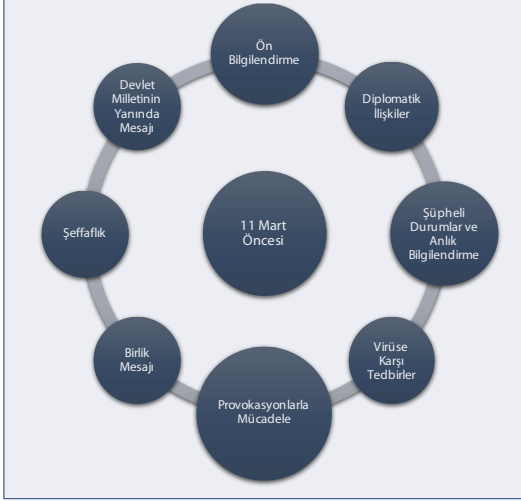 Ön
Bilgilendirme
Diplomatik
İlişkiler
Şüpheli
Durumlar ve
Anlık
Bilgilendirme
Virüse
Karşı
Tedbirler
Provokasyonlarla
Mücadele
Birlik
Mesajı
Şeffaflık
Devlet
Milletinin
Yanında
Mesajı
11 Mart
Öncesi